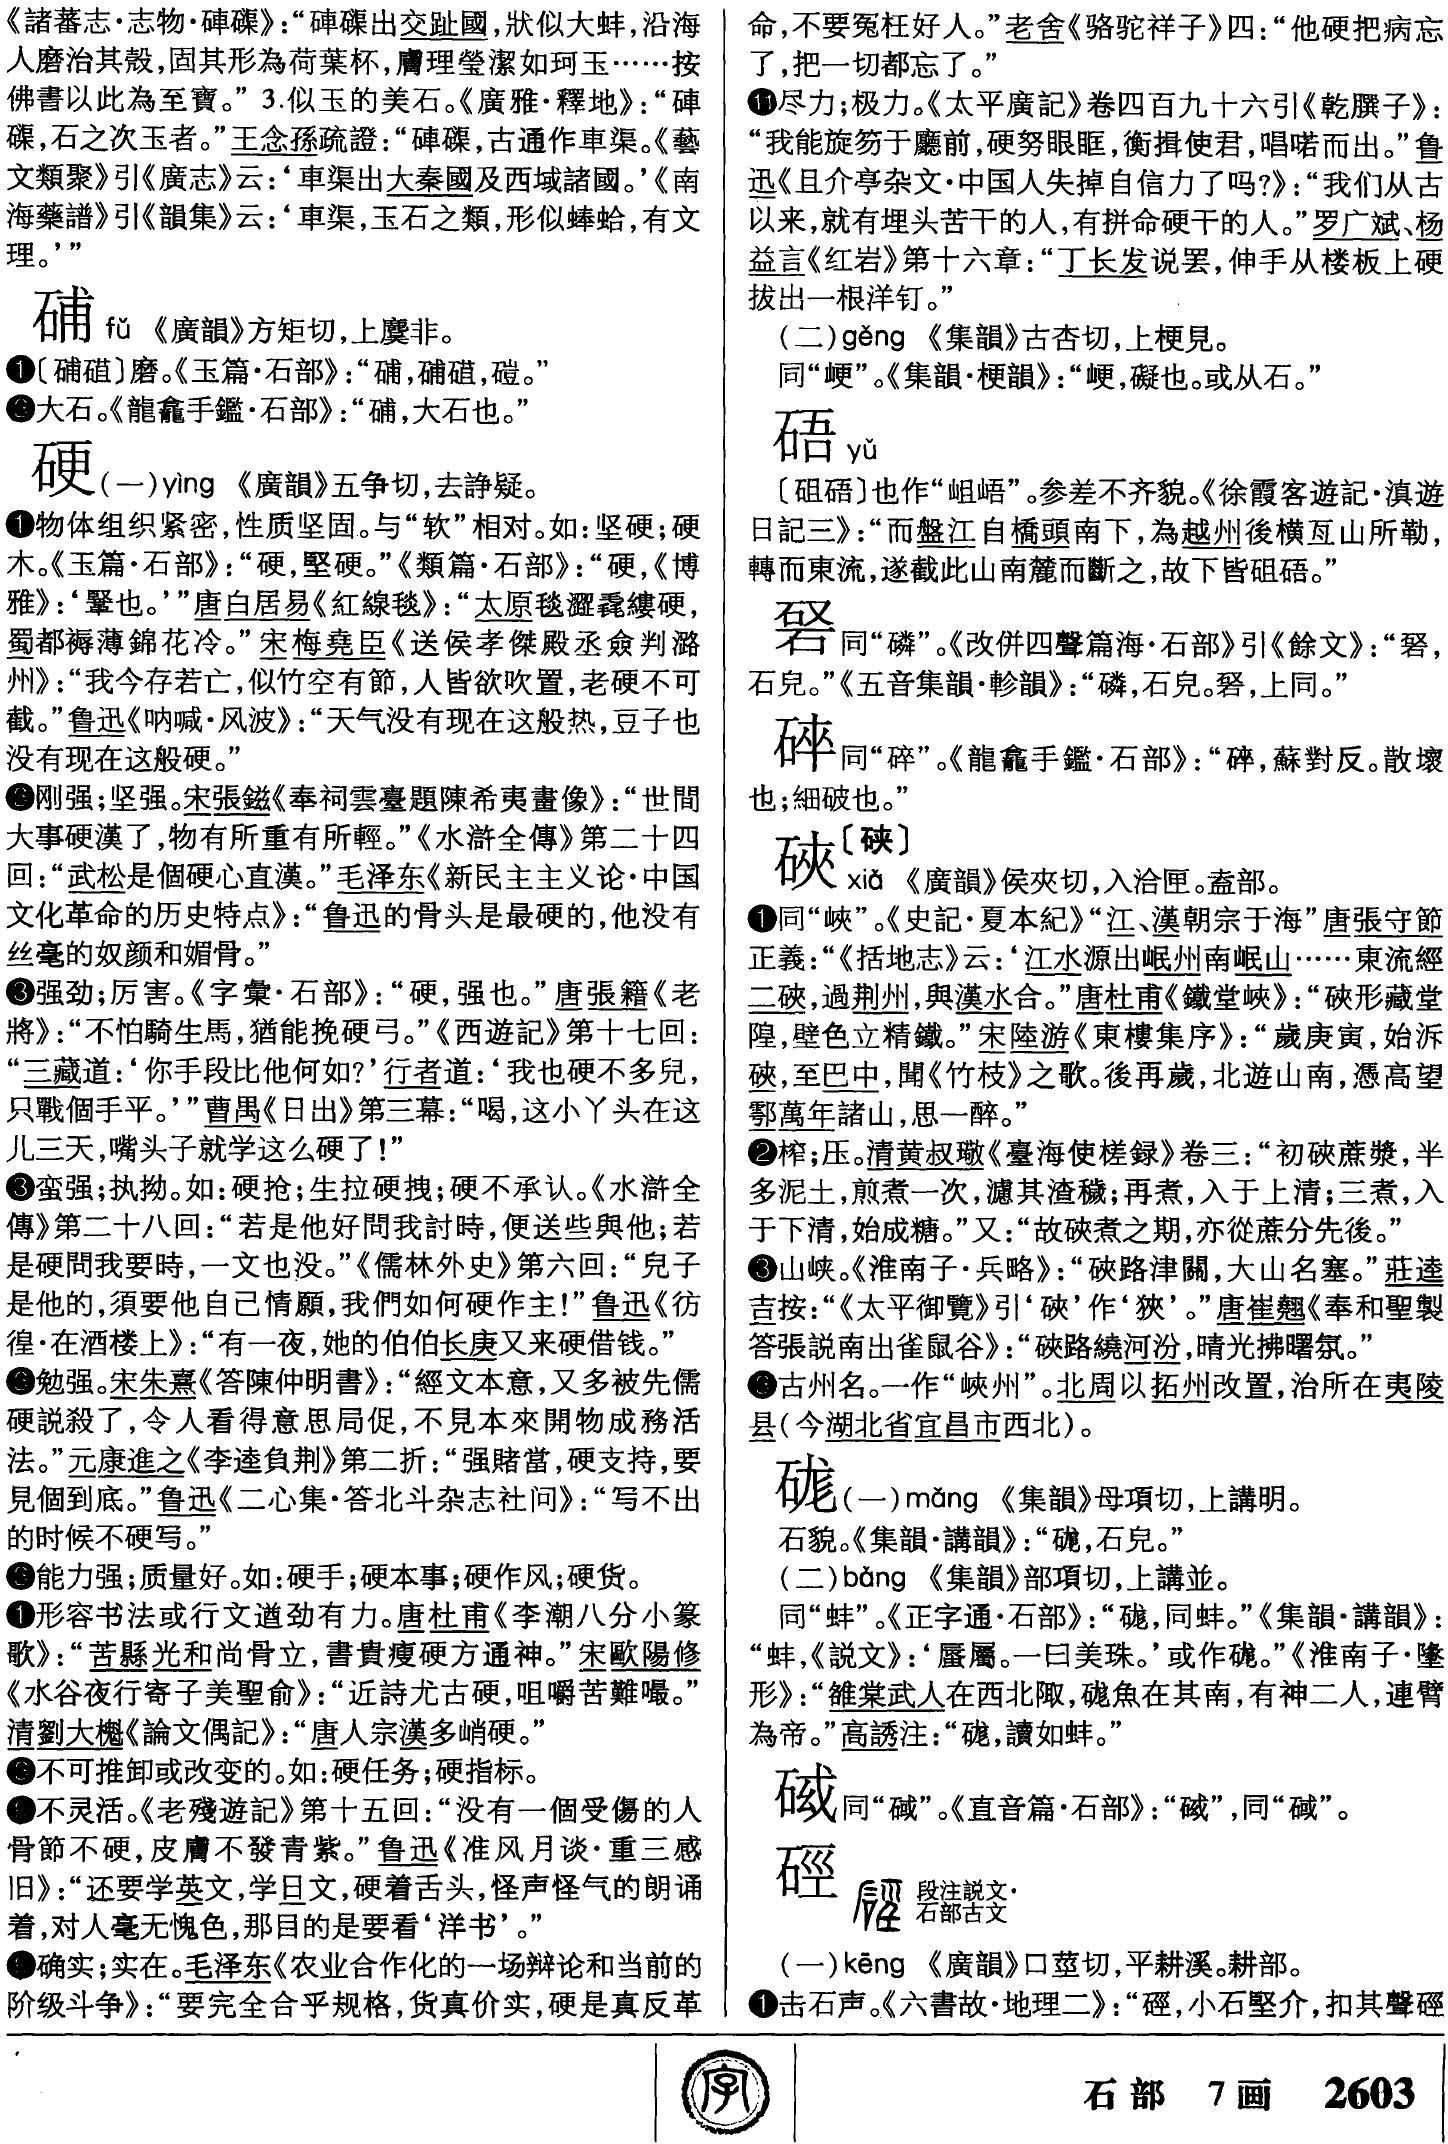 《諸蕃志·志物·硨磲》：“硨磲出交趾國，狀似大蚌，沿海
人磨治其殼，固其形為荷葉杯，膚理瑩潔如珂玉……按
佛書以此為至寶。” 3.似玉的美石。《廣雅·釋地》：“硨
磲，石之次玉者。”王念孫疏證：“硨磲，古通作車渠。《藝
文類聚》引《廣志》云：‘車渠出大秦國及西域諸國。’《南
海藥譜》引《韻集》云：‘車渠，玉石之類，形似蜯蛤，有文
理。’”
硳 fǔ 《廣韻》方矩切，上麌非。
❶〔䃽〕磨。《玉篇·石部》：“，磑。”
大石。《龍龕手鑑·石部》：“，大石也。”
硬(一)yìng 《廣韻》五争切，去諍疑。
❶物体组织紧密，性质坚固。与“软”相对。如：坚硬；硬
木。《玉篇·石部》：“硬，堅硬。”《類篇·石部》：“硬，《博
雅》：‘鞏也。’”唐白居易《紅線毯》：“太原毯澀毳縷硬，
蜀都褥薄錦花冷。”宋梅堯臣《送侯孝傑殿丞僉判潞
州》：“我今存若亡，似竹空有節，人皆欲吹置，老硬不可
截。”鲁迅《呐喊·风波》：“天气没有现在这般热，豆子也
没有现在这般硬。”
刚强；坚强。宋張鎡《奉祠雲臺題陳希夷畫像》：“世間
大事硬漢了，物有所重有所輕。”《水滸全傳》第二十四
回：“武松是個硬心直漢。”毛泽东《新民主主义论·中国
文化革命的历史特点》：“鲁迅的骨头是最硬的，他没有
丝毫的奴颜和媚骨。”
❸强劲；厉害。《字彙·石部》：“硬，强也。”唐張籍《老
將》：“不怕騎生馬，猶能挽硬弓。”《西遊記》第十七回：
“三藏道：‘你手段比他何如？’行者道：‘我也硬不多兒，
只戰個手平。’”曹禺《日出》第三幕：“喝，这小丫头在这
儿三天，嘴头子就学这么硬了！”
❸蛮强；执拗。如：硬抢；生拉硬拽；硬不承认。《水滸全
傳》第二十八回：“若是他好問我討時，便送些與他；若
是硬問我要時，一文也没。”《儒林外史》第六回：“兒子
是他的，須要他自己情願，我們如何硬作主！”鲁迅《彷
徨·在酒楼上》：“有一夜，她的伯伯长庚又来硬借钱。”
勉强。宋朱熹《答陳仲明書》：“經文本意，又多被先儒
硬説殺了，令人看得意思局促，不見本來開物成務活
法。”元康進之《李逵負荆》第二折：“强賭當，硬支持，要
見個到底。”鲁迅《二心集·答北斗杂志社问》：“写不出
的时候不硬写。”
能力强；质量好。如：硬手；硬本事；硬作风；硬货。
❶形容书法或行文遒劲有力。唐杜甫《李潮八分小篆
歌》：“苦縣光和尚骨立，書貴瘦硬方通神。”宋歐陽修
《水谷夜行寄子美聖俞》：“近詩尤古硬，咀嚼苦難嘬。”
清劉大櫆《論文偶記》：“唐人宗漢多峭硬。”
不可推卸或改变的。如：硬任务；硬指标。
不灵活。《老殘遊記》第十五回：“没有一個受傷的人
骨節不硬，皮膚不發青紫。”鲁迅《准风月谈·重三感
旧》：“还要学英文，学日文，硬着舌头，怪声怪气的朗诵
着，对人毫无愧色，那目的是要看‘洋书’。”
确实；实在。毛泽东《农业合作化的一场辩论和当前的
阶级斗争》：“要完全合乎规格，货真价实，硬是真反革
命，不要冤枉好人。”老舍《骆驼祥子》四：“他硬把病忘
了，把一切都忘了。”
⓫尽力；极力。《太平廣記》卷四百九十六引《乾𦠆子》：
“我能旋笏于廳前，硬努眼眶，衡揖使君，唱喏而出。”鲁
迅《且介亭杂文·中国人失掉自信力了吗？》：“我们从古
以来，就有埋头苦干的人，有拼命硬干的人。”罗广斌、杨
益言《红岩》第十六章：“丁长发说罢，伸手从楼板上硬
拔出一根洋钉。”
(二)gěng 《集韻》古杏切，上梗見。
同“峺”。《集韻·梗韻》：“峺，礙也。或从石。”
硞 yǔ
〔砠〕也作“岨峿”。参差不齐貌。《徐霞客遊記·滇遊
日記三》：“而盤江自橋頭南下，為越州後横亙山所勒，
轉而東流，遂截此山南麓而斷之，故下皆砠。”
同“磷”。《改併四聲篇海·石部》引《餘文》：“，
石皃。”《五音集韻·軫韻》：“磷，石皃。，上同。”
同“碎”。《龍龕手鑑·石部》：“，蘇對反。散壞
也；細破也。”
硤〔硖〕
xiá 《廣韻》侯夾切，入洽匣。盍部。
❶同“峽”。《史記·夏本紀》“江、漢朝宗于海”唐張守節
正義：“《括地志》云：‘江水源出岷州南岷山……東流經
二硤，過荆州，與漢水合。”唐杜甫《鐵堂峽》：“硤形藏堂
隍，壁色立精鐵。”宋陸游《東樓集序》：“歲庚寅，始泝
硤，至巴中，聞《竹枝》之歌。後再歲，北遊山南，憑高望
鄠萬年諸山，思一醉。”
❷榨；压。清黄叔璥《臺海使槎録》卷三：“初硤蔗漿，半
多泥土，煎煮一次，濾其渣穢；再煮，入于上清；三煮，入
于下清，始成糖。”又：“故硤煮之期，亦從蔗分先後。”
❸山峡。《淮南子·兵略》：“硤路津關，大山名塞。”莊逵
吉按：“《太平御覽》引‘硤’作‘狹’。”唐崔翹《奉和聖製
答張説南出雀鼠谷》：“硤路繞河汾，晴光拂曙氛。”
古州名。一作“峽州”。北周以拓州改置，治所在夷陵
县(今湖北省宜昌市西北)。
硥(一)mǎng 《集韻》母項切，上講明。
石貌。《集韻·講韻》：“硥，石皃。”
(二)bàng 《集韻》部項切，上講並。
同“蚌”。《正字通·石部》：“硥，同蚌。”《集韻·講韻》：
“蚌，《説文》：‘蜃屬。一曰美珠。’或作硥。”《淮南子·墬
形》：“雒棠武人在西北陬，硥魚在其南，有神二人，連臂
為帝。”高誘注：“硥，讀如蚌。”
同“碱”。《直音篇·石部》：“”，同“碱”。
硜 段注説文·
石部古文
(一)kēng 《廣韻》口莖切，平耕溪。耕部。
❶击石声。《六書故·地理二》：“硜，小石堅介，扣其聲硜
字 石部 7画 2603